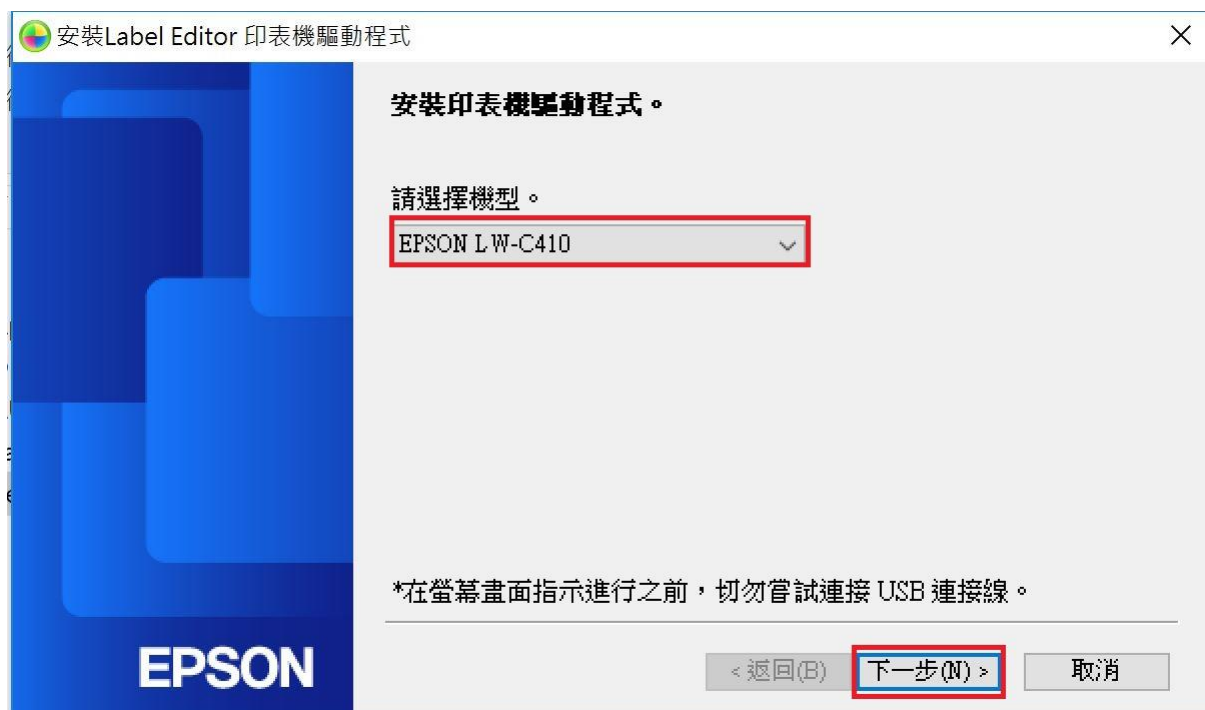 安裝Label Editor 印表機驅動程式
安裝印表機驅動程式。
請選擇機型。
EPSON LW-C410
*在螢幕畫面指示進行之前，切勿嘗試連接 USB 連接線。
EPSON
<返回(B) 下一步(N) > 取消